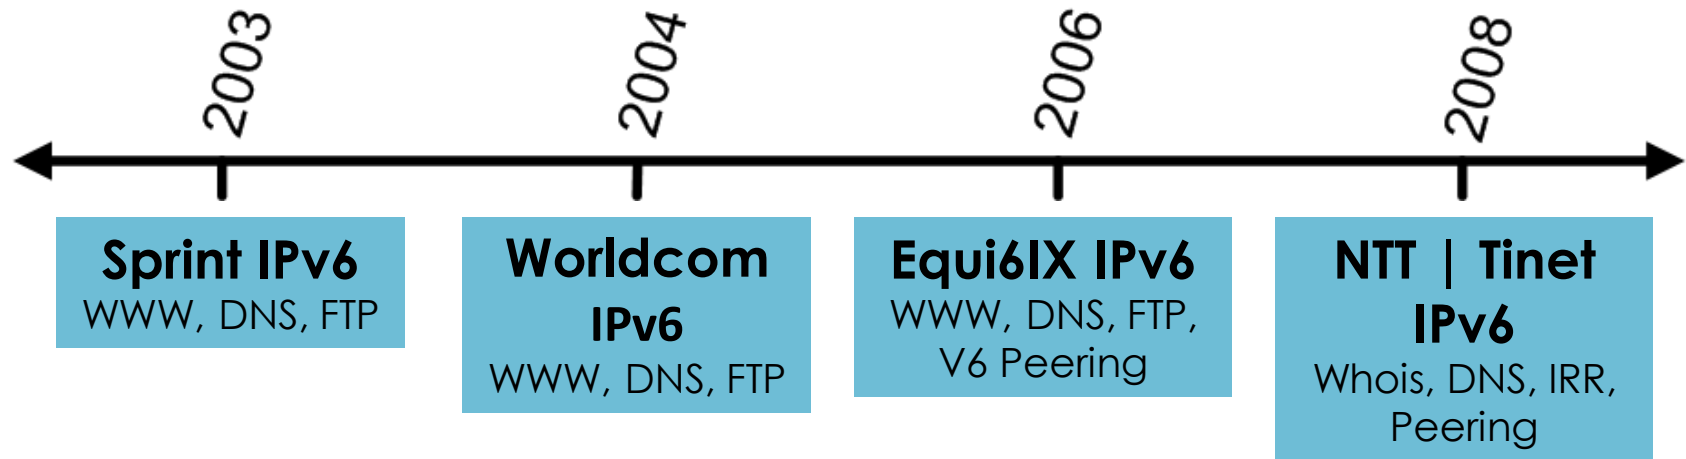 2003
2004
2006
2008
Sprint IPv6
WWW, DNS, FTP
Worldcom
IPv6
WWW, DNS, FTP
Equi6IX IPv6
WWW, DNS, FTP,
V6 Peering
NTT | Tinet
IPv6
Whois, DNS, IRR,
Peering